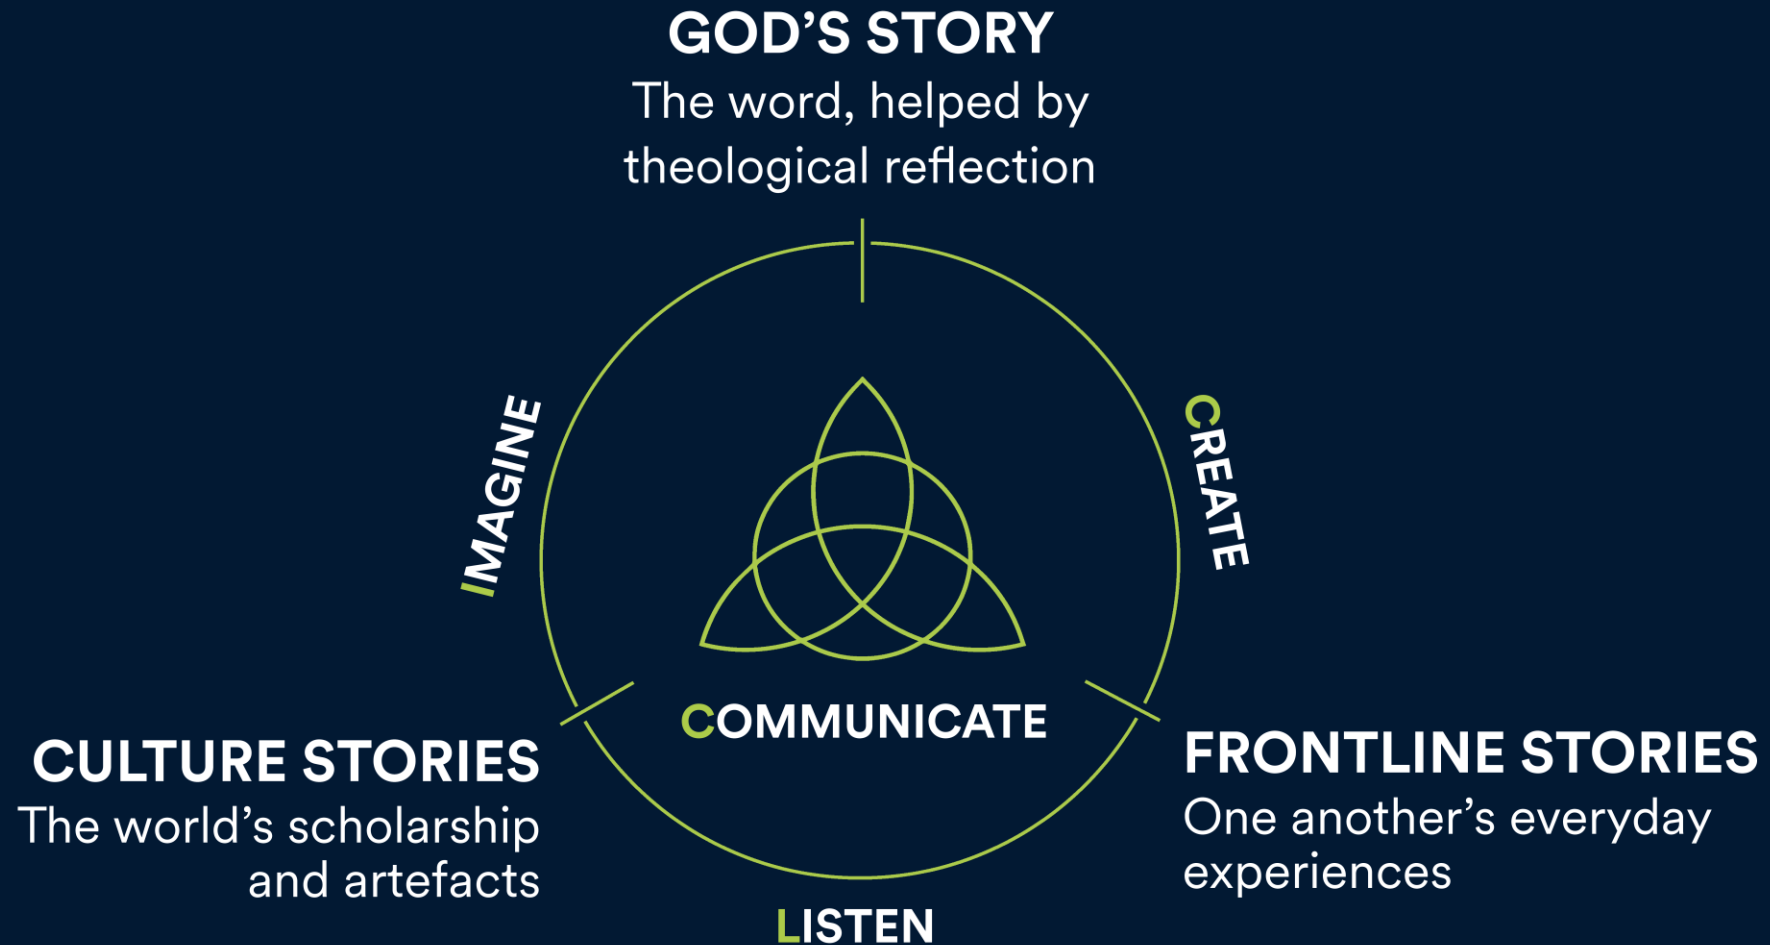 GOD’S STORY
The word, helped by
theological reflection
IMAGINE
CREATE
COMMUNICATE
CULTURE STORIES
The world’s scholarship
and artefacts
FRONTLINE STORIES
One another’s everyday
experiences
LISTEN